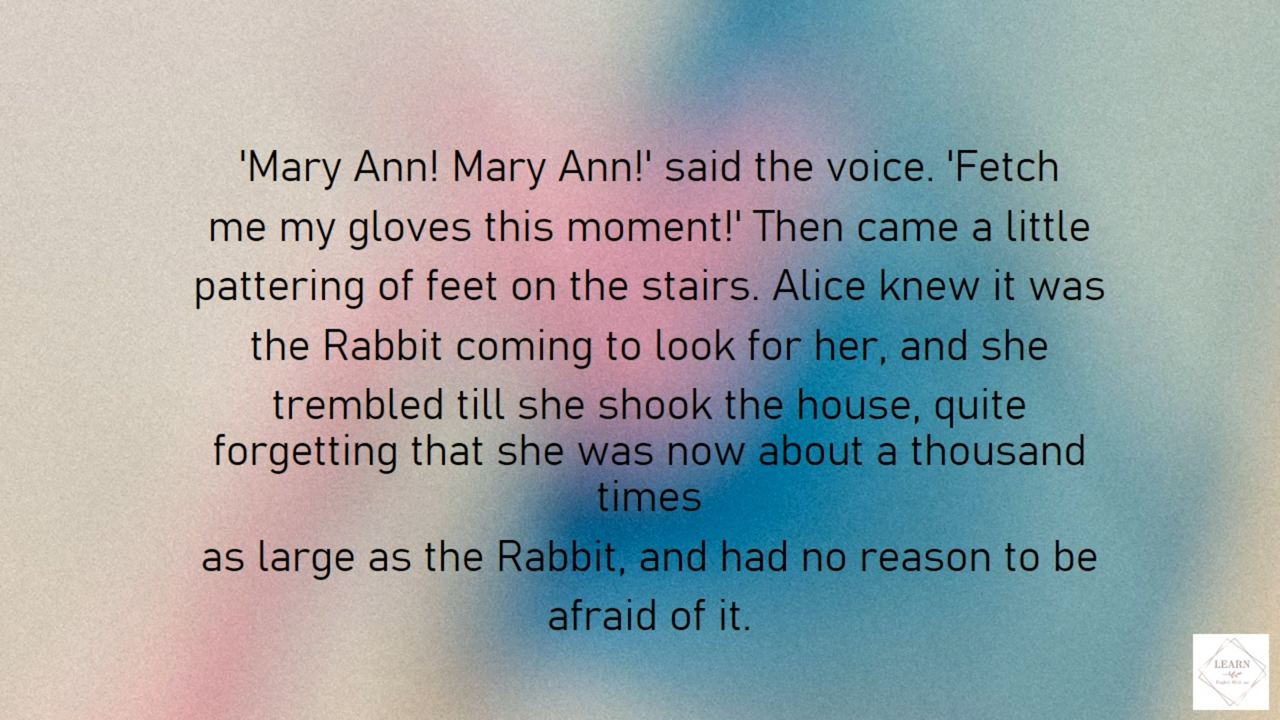 'Mary Ann! Mary Ann!' said the voice. 'Fetch
me my gloves this moment!' Then came a little
pattering of feet on the stairs. Alice knew it was
the Rabbit coming to look for her, and she
trembled till she shook the house, quite
forgetting that she was now about a thousand
times
as large as the Rabbit, and had no reason to be
afraid of it.
LEARN